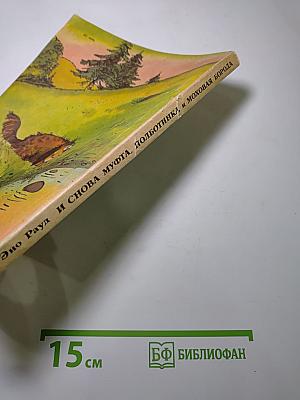 Эно Рауд И СНОВА МУФТА, ПОЛБОТИНКА и МОХОВАЯ БОРОДА
15 см
БФ БИБЛИОФАН